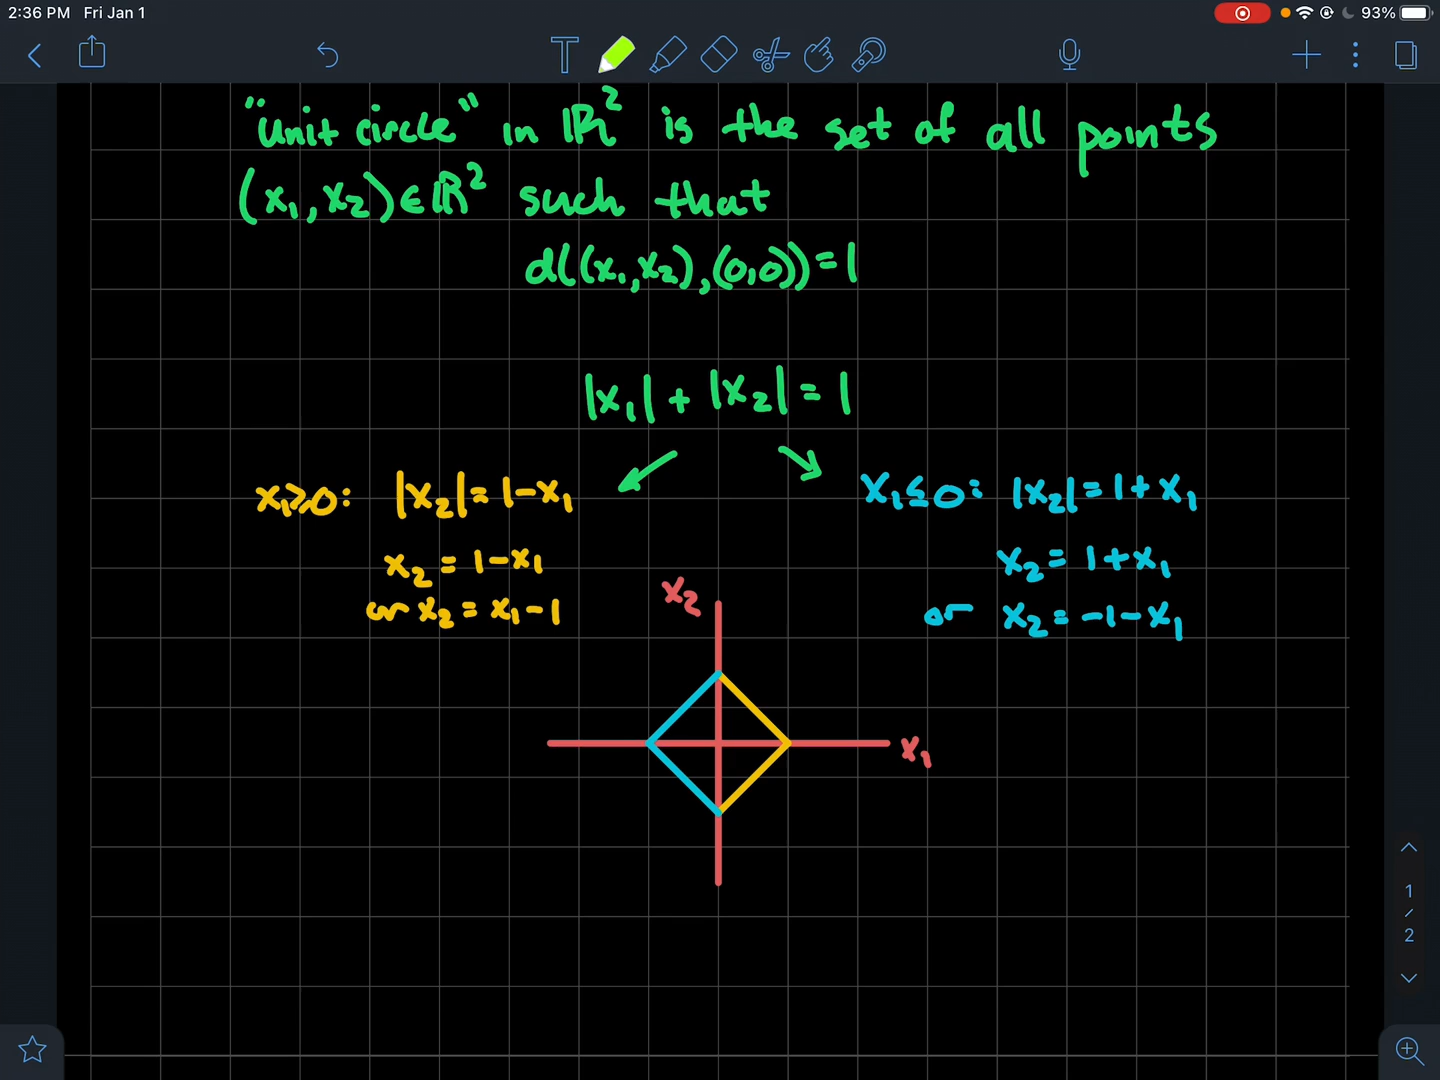 2:36 PM Fri Jan 1 93%
"Unit circle" in ℝ² is the set of all points
(x₁,x₂)∈ℝ² such that
d((x₁,x₂),(0,0))=1
|x₁| + |x₂| = 1
x₁≥0: |x₂| = 1-x₁
x₂ = 1-x₁
or x₂ = x₁-1
x₁≤0: |x₂| = 1+x₁
x₂ = 1+x₁
or x₂ = -1-x₁
x₂
x₁
1
/
2